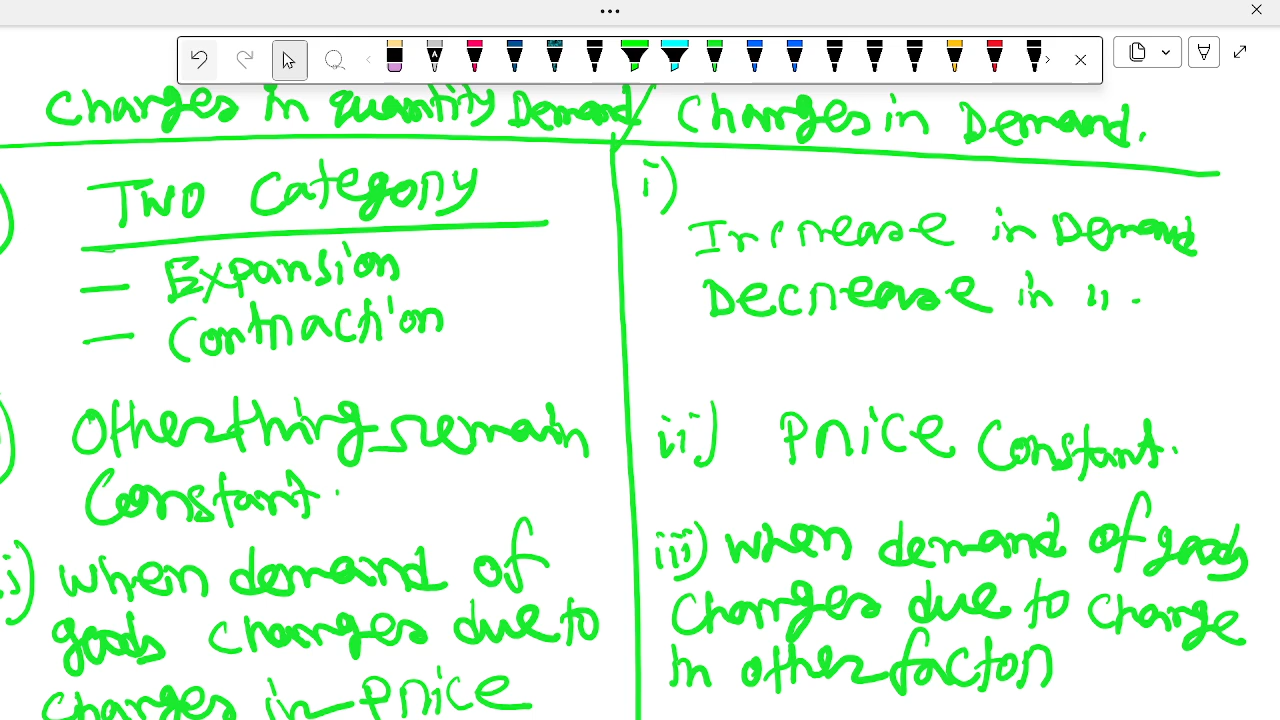 Changes in quantity Demand / Changes in Demand.
Two Category
- Expansion
- Contraction
Other things remain
Constant.
i) when demand of
goods changes due to
changes in Price
i)
Increase in Demand
Decrease in " .
ii) Price Constant.
iii) when demand of goods
changes due to change
in other factor